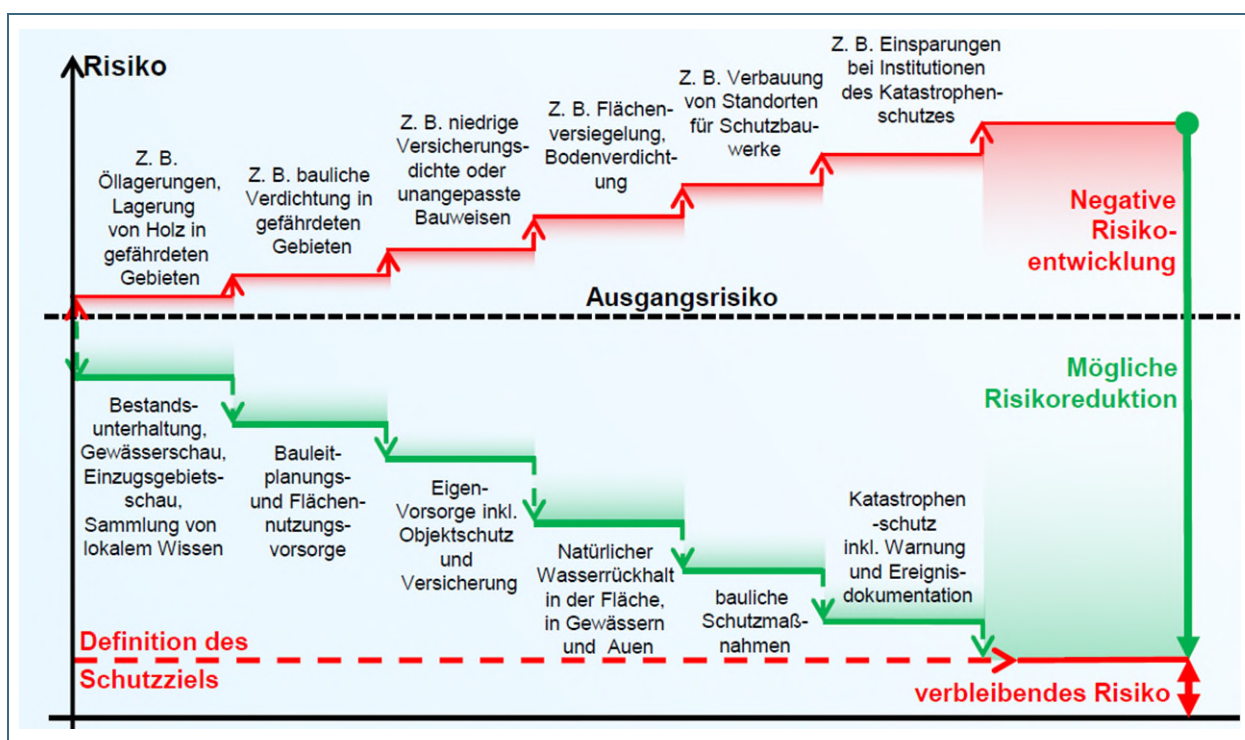 Risiko
Z. B.
Öllagerungen,
Lagerung
von Holz in
gefährdeten
Gebieten
Z. B. bauliche
Verdichtung in
gefährdeten
Gebieten
Z. B. niedrige
Versicherungs-
dichte oder
unangepasste
Bauweisen
Z. B. Flächen-
versiegelung,
Bodenverdicht-
ung
Z. B. Verbauung
von Standorten
für Schutzbau-
werke
Z. B. Einsparungen
bei Institutionen
des Katastrophen-
schutzes
Negative
Risiko-
entwicklung
Ausgangsrisiko
Mögliche
Risikoreduktion
Bestands-
unterhaltung,
Gewässerschau,
Einzugsgebiets-
schau,
Sammlung von
lokalem Wissen
Bauleit-
planungs-
und Flächen-
nutzungs-
vorsorge
Eigen-
Vorsorge inkl.
Objektschutz
und
Versicherung
Natürlicher
Wasserrückhalt
in der Fläche,
in Gewässern
und Auen
bauliche
Schutzmaß-
nahmen
Katastrophen
-schutz
inkl. Warnung
und Ereignis-
dokumentation
Definition des
Schutzziels
verbleibendes Risiko